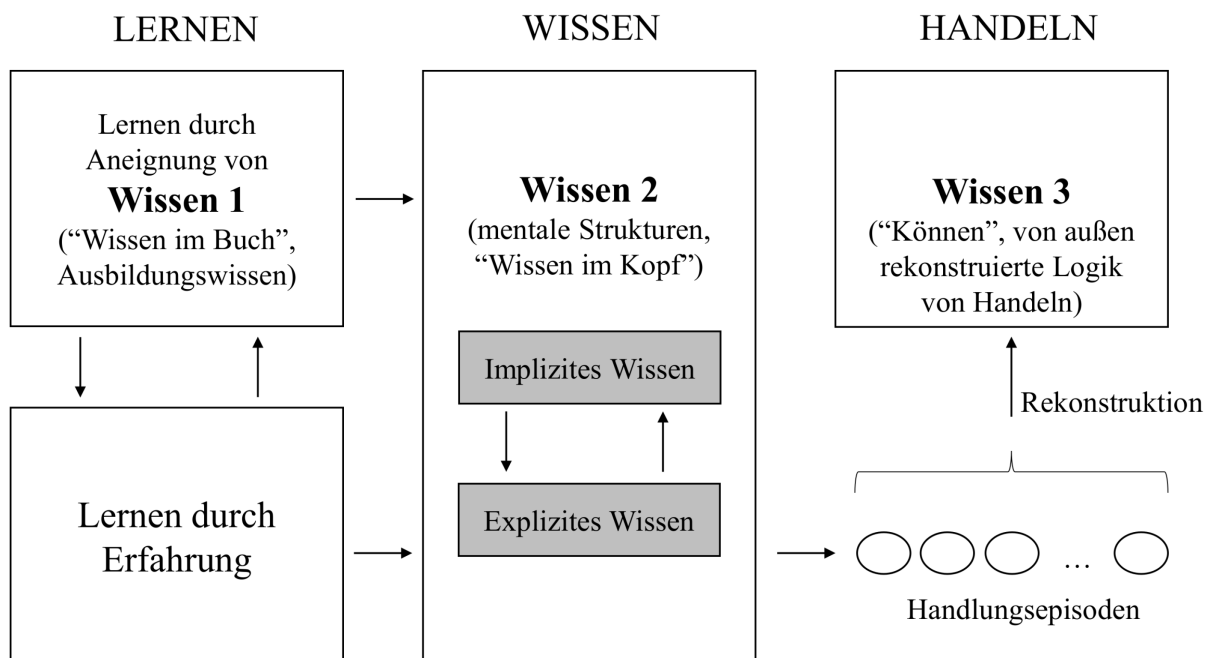 LERNEN
WISSEN
HANDELN
Lernen durch
Aneignung von
Wissen 1
(“Wissen im Buch”,
Ausbildungswissen)
Lernen durch
Erfahrung
Wissen 2
(mentale Strukturen,
“Wissen im Kopf”)
Implizites Wissen
Explizites Wissen
Wissen 3
(“Können”, von außen
rekonstruierte Logik
von Handeln)
Rekonstruktion
…
Handlungsepisoden